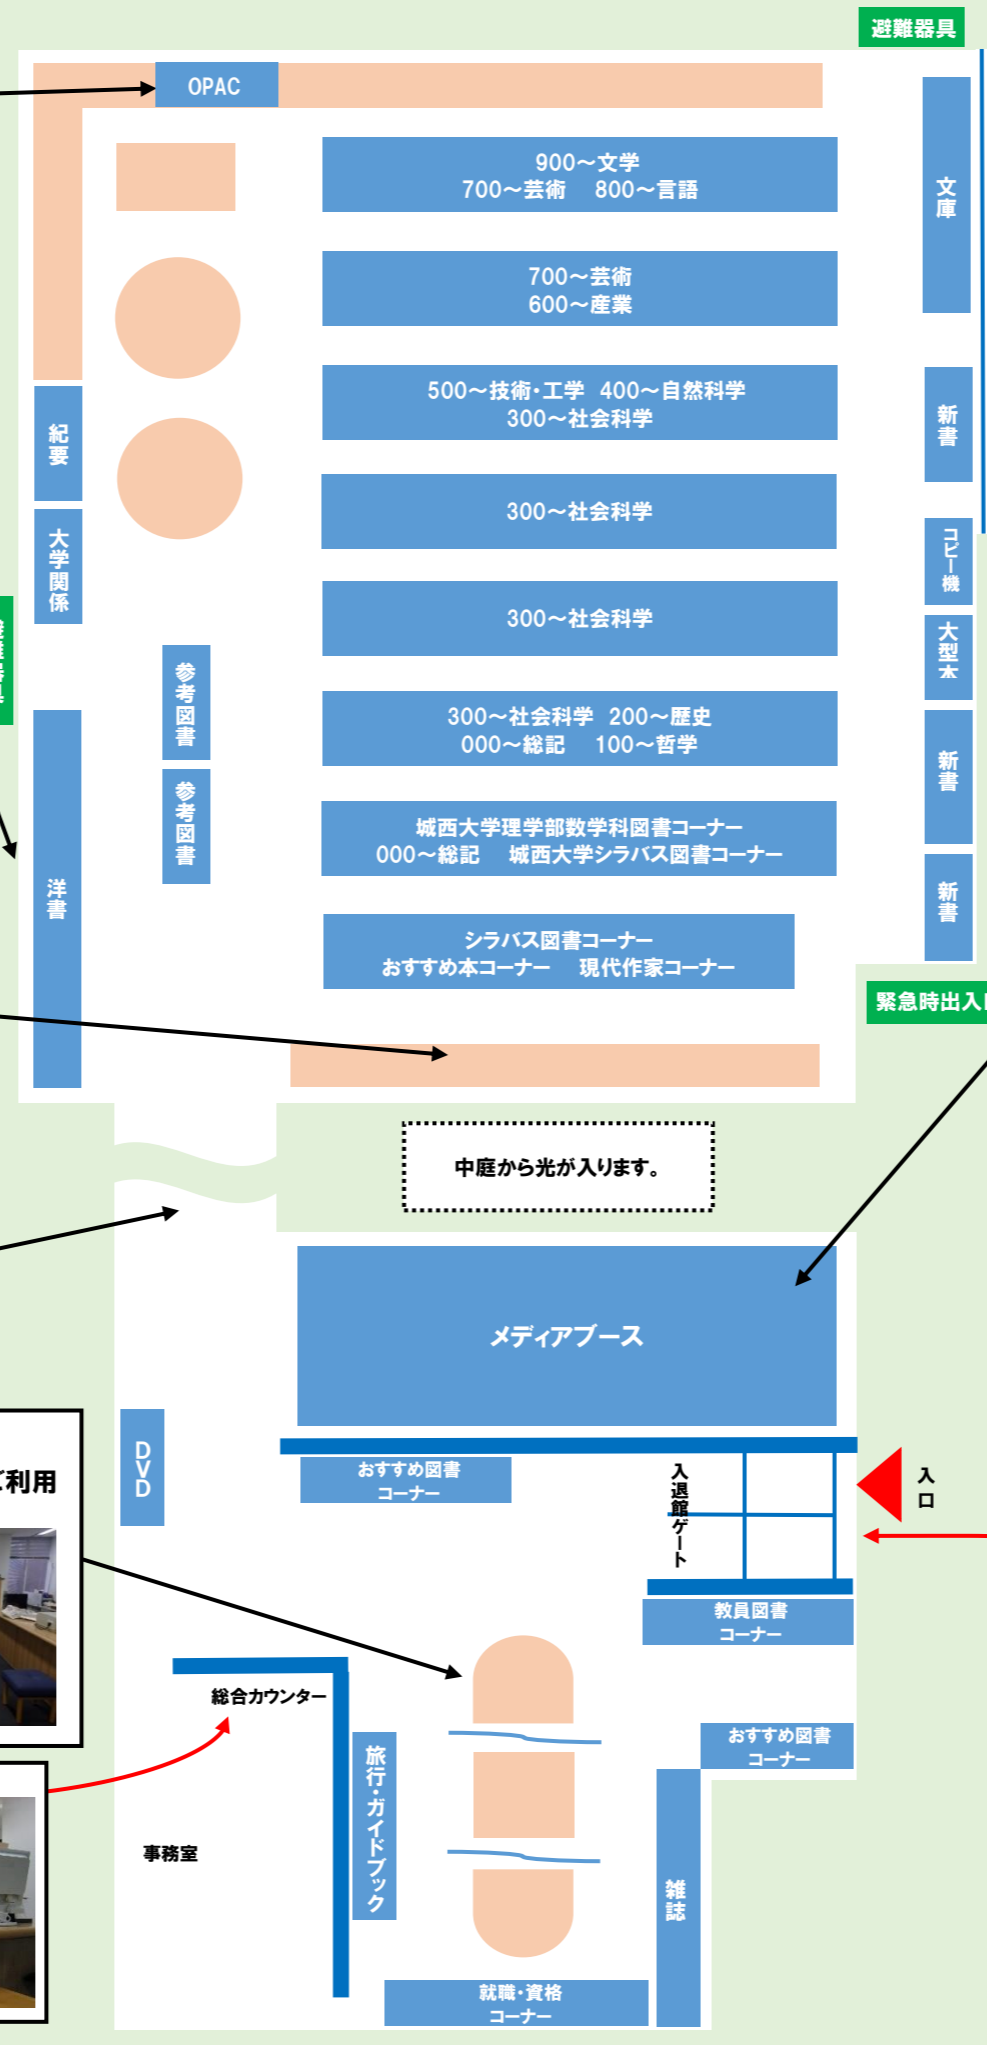 避難器具
OPAC
900～文学
700～芸術　800～言語
文庫
700～芸術
600～産業
500～技術・工学　400～自然科学
300～社会科学
新書
紀要
300～社会科学
大学関係
コピー機
300～社会科学
大型本
参考図書
300～社会科学　200～歴史
000～総記　100～哲学
新書
参考図書
城西大学理学部数学科図書コーナー
000～総記　城西大学シラバス図書コーナー
新書
洋書
シラバス図書コーナー
おすすめ本コーナー　現代作家コーナー
緊急時出入
中庭から光が入ります。
メディアブース
DVD
ご利用
おすすめ図書
コーナー
入退館ゲート
入口
教員図書
コーナー
総合カウンター
おすすめ図書
コーナー
旅行・ガイドブック
事務室
雑誌
就職・資格
コーナー